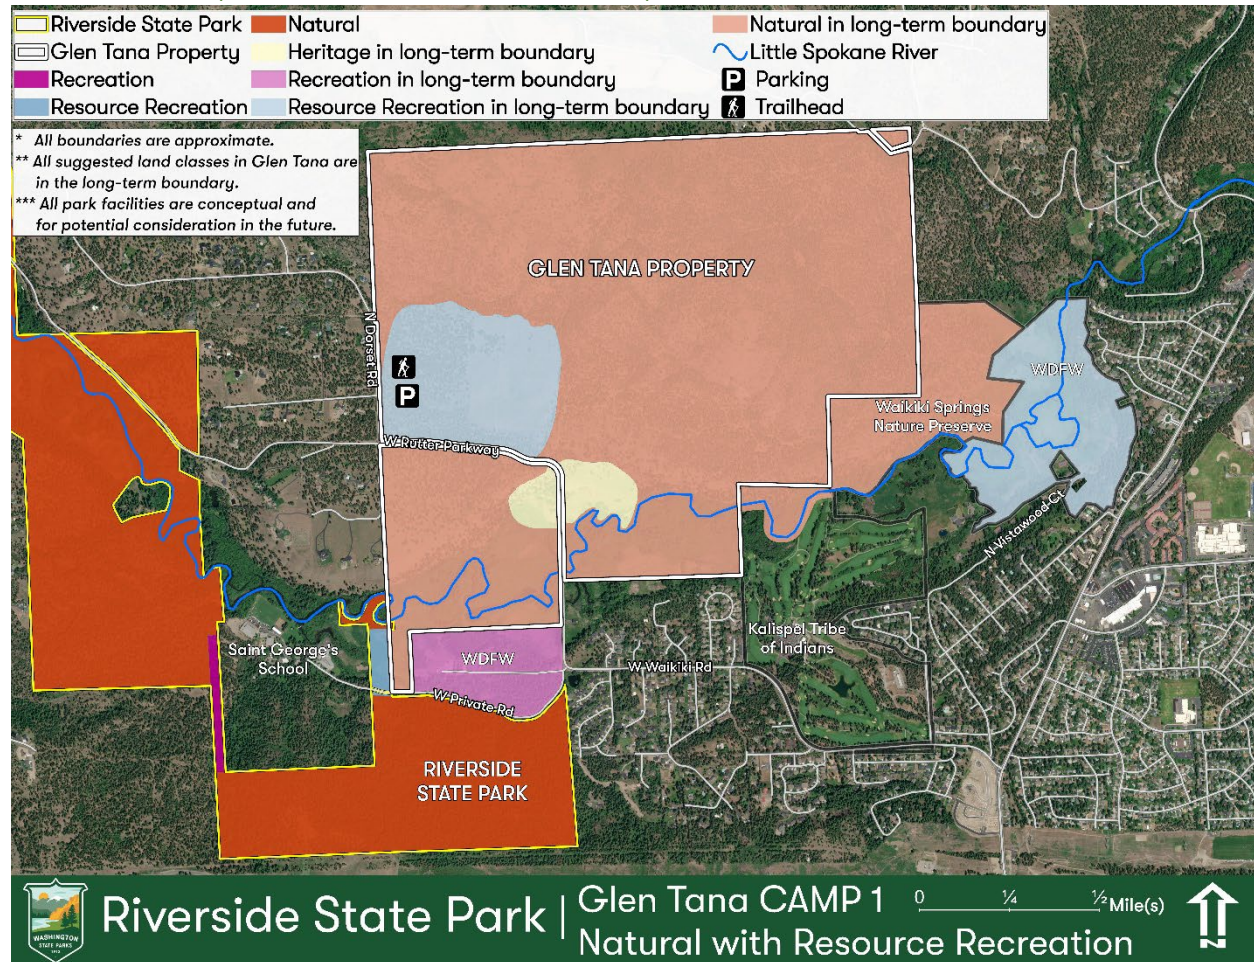 Riverside State Park
Natural
Natural in long-term boundary
Glen Tana Property
Heritage in long-term boundary
Little Spokane River
Recreation
Recreation in long-term boundary
P Parking
Resource Recreation
Resource Recreation in long-term boundary
Trailhead
* All boundaries are approximate.
** All suggested land classes in Glen Tana are
in the long-term boundary.
*** All park facilities are conceptual and
for potential consideration in the future.
GLEN TANA PROPERTY
N Dorset Rd
P
WDFW
Waikiki Springs
Nature Preserve
W Rutter Parkway
N Vistawood Ct
Saint George's
School
WDFW
W Waikiki Rd
Kalispel Tribe
of Indians
W Private Rd
RIVERSIDE
STATE PARK
WASHINGTON
STATE PARKS
1913
Riverside State Park |
Glen Tana CAMP 1
Natural with Resource Recreation
0 ¼ ½ Mile(s)
N